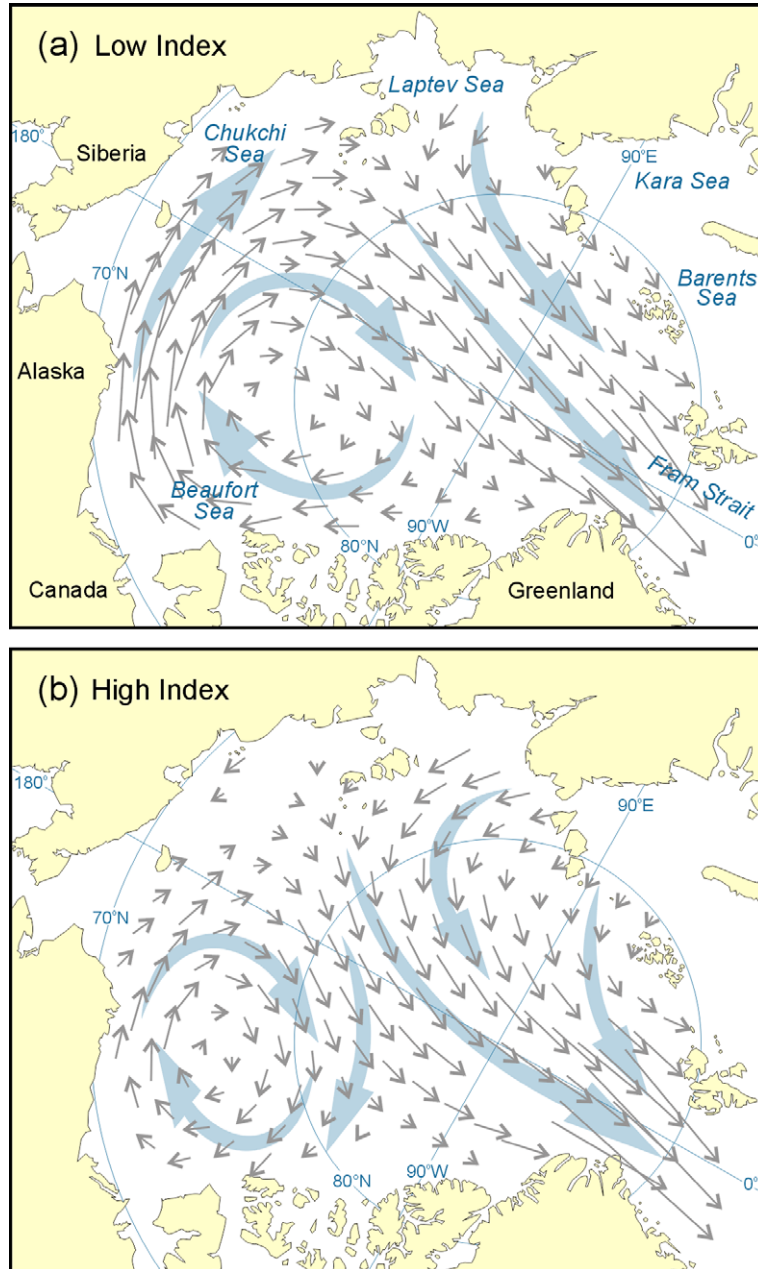 (a) Low Index
Laptev Sea
Chukchi
Sea
180°
Siberia
90°E
Kara Sea
70°N
Barents
Sea
Alaska
Fram Strait
Beaufort
Sea
90°W
0°
80°N
Canada
Greenland
(b) High Index
180°
90°E
70°N
80°N
90°W
0°